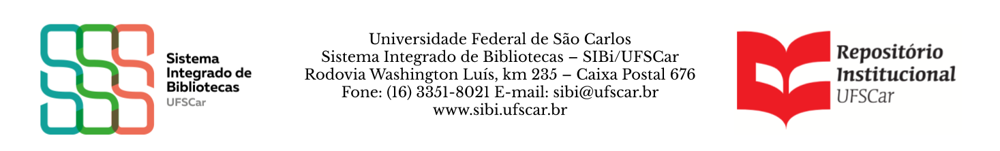 Sistema
Integrado de
Bibliotecas
UFSCar
Universidade Federal de São Carlos
Sistema Integrado de Bibliotecas – SIBi/UFSCar
Rodovia Washington Luís, km 235 – Caixa Postal 676
Fone: (16) 3351-8021 E-mail: sibi@ufscar.br
www.sibi.ufscar.br
Repositório
Institucional
UFSCar